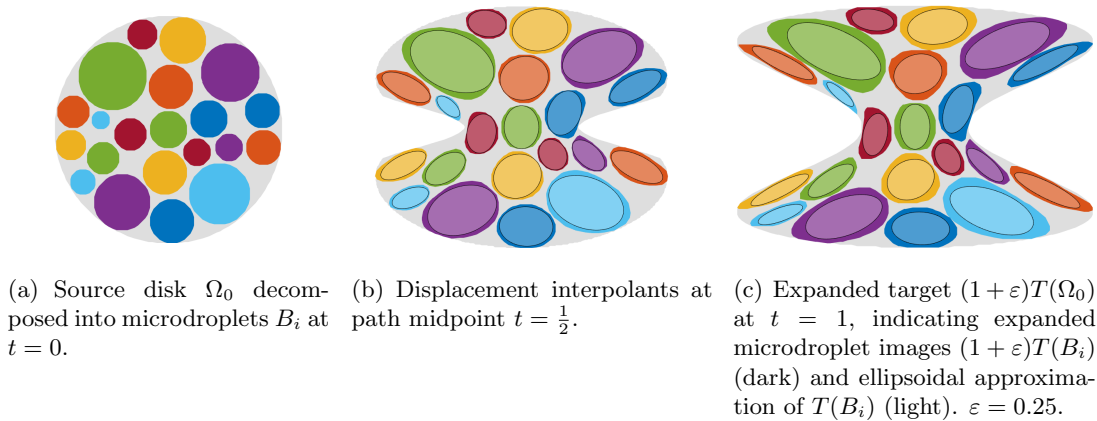 (a) Source disk Ω₀ decom-
posed into microdroplets Bᵢ at
t = 0.
(b) Displacement interpolants at
path midpoint t = 1/2.
(c) Expanded target (1 + ε)T(Ω₀)
at t = 1, indicating expanded
microdroplet images (1 + ε)T(Bᵢ)
(dark) and ellipsoidal approxima-
tion of T(Bᵢ) (light). ε = 0.25.